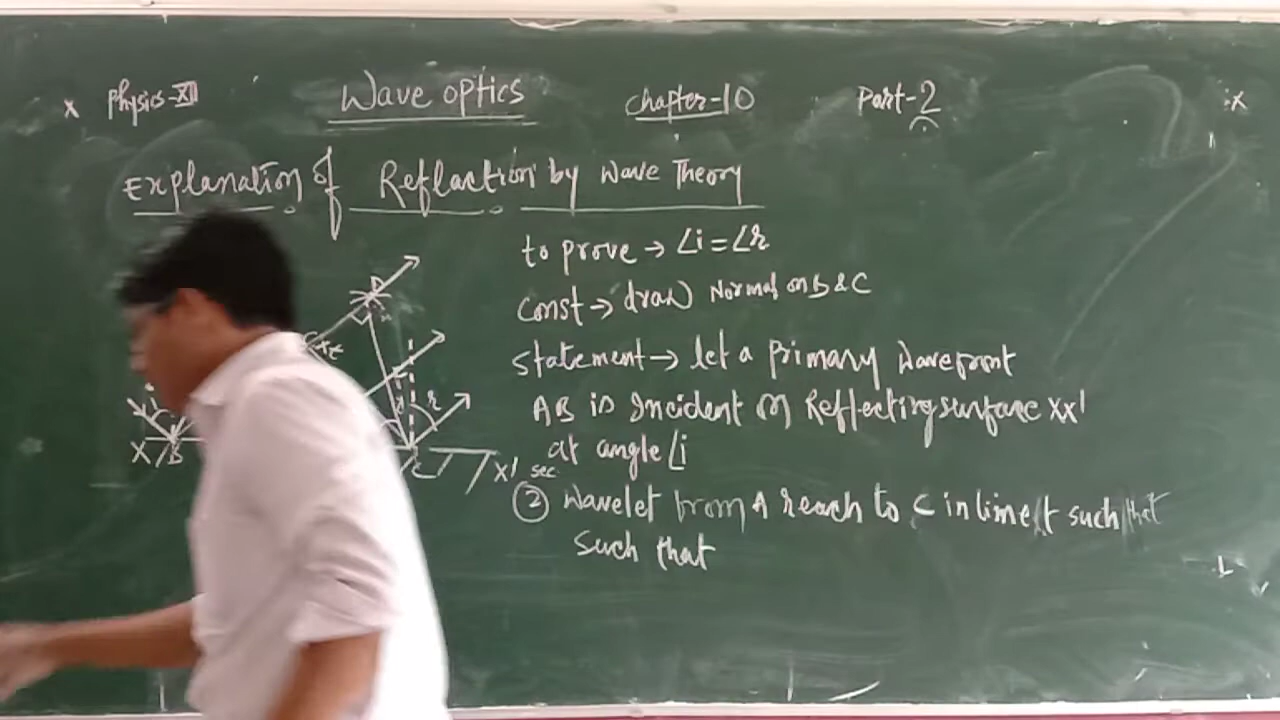 x Physics-XII Wave optics chapter=10 Part-2 x
Explanation of Reflaction by Wave Theory
to prove → ∠i = ∠r
const → draw Normal on B & C
Statement → let a Primary Wavefront
AB is Incident on Reflecting surface XX'
at angle ∠i
② sec Wavelet from A reach to C in time t such that
such that
i
r
X B C X'